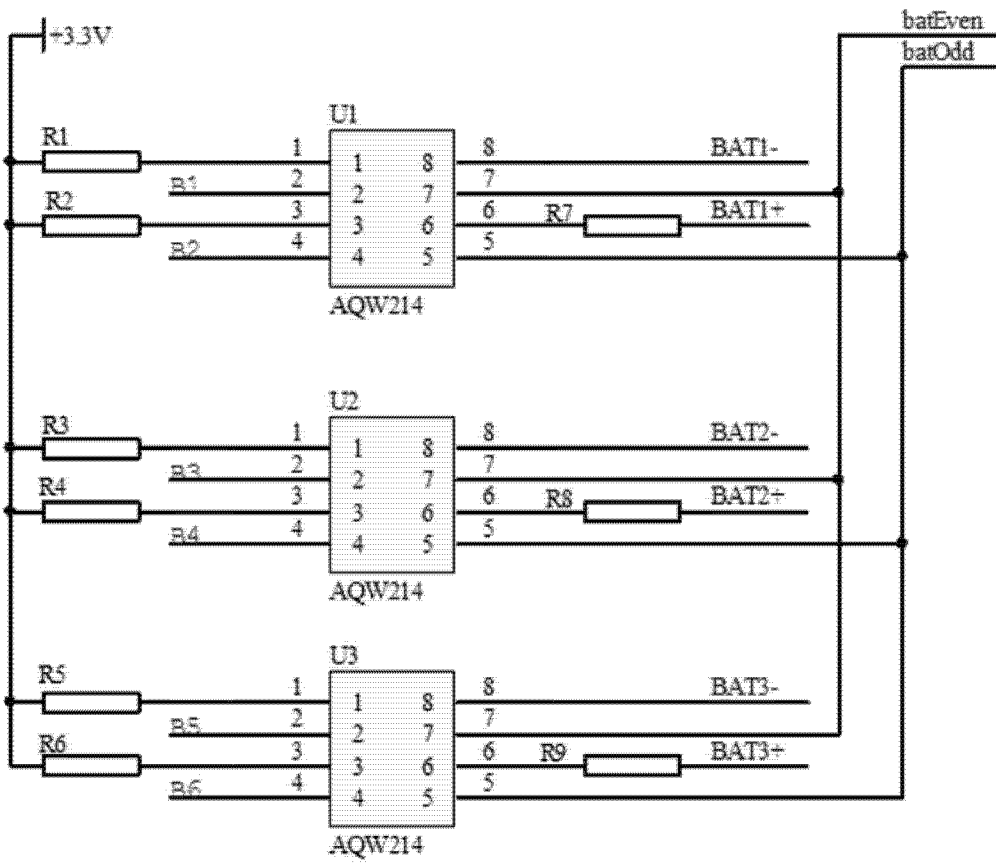 batEven
+3.3V
batOdd
U1
R1 1 1 8 8 BAT1-
B1 2 2 7 7
R2 3 3 6 6 R7 BAT1+
B2 4 4 5 5
AQW214
U2
R3 1 1 8 8 BAT2-
B3 2 2 7 7
R4 3 3 6 6 R8 BAT2+
B4 4 4 5 5
AQW214
U3
R5 1 1 8 8 BAT3-
B5 2 2 7 7
R6 3 3 6 6 R9 BAT3+
B6 4 4 5 5
AQW214